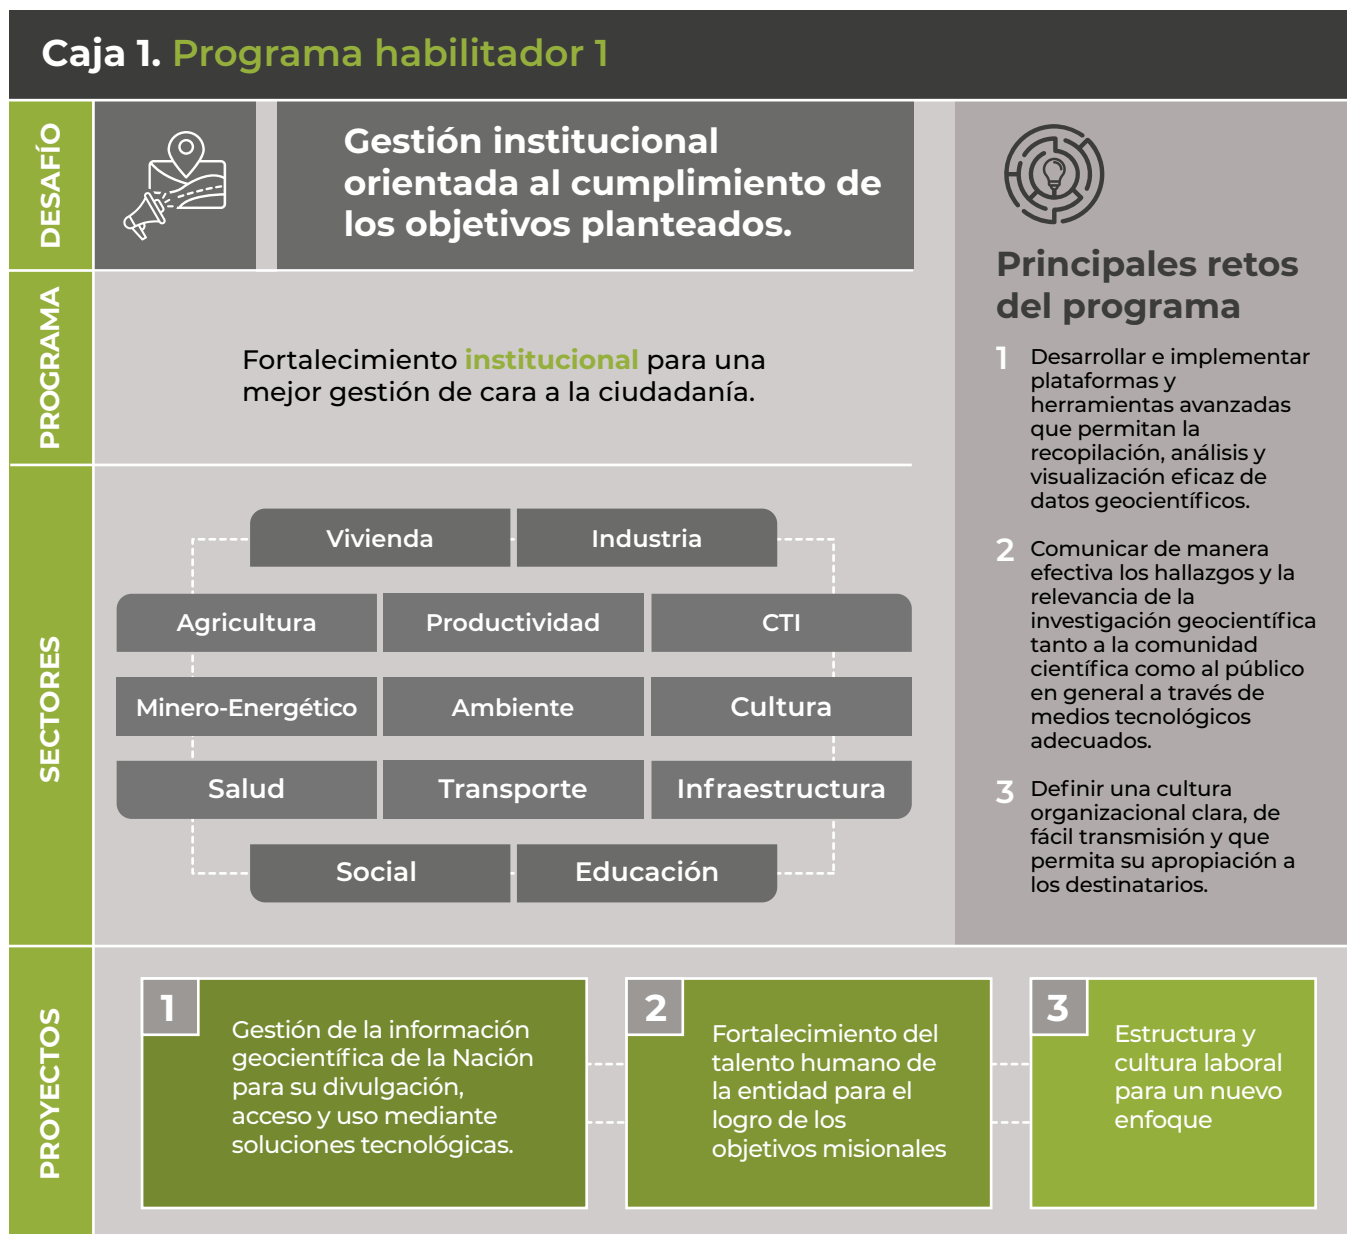 Caja 1. Programa habilitador 1
DESAFÍO
Gestión institucional
orientada al cumplimiento de
los objetivos planteados.
PROGRAMA
Fortalecimiento institucional para una
mejor gestión de cara a la ciudadanía.
SECTORES
Vivienda
Industria
Agricultura
Productividad
CTI
Minero-Energético
Ambiente
Cultura
Salud
Transporte
Infraestructura
Social
Educación
Principales retos
del programa
1 Desarrollar e implementar
plataformas y
herramientas avanzadas
que permitan la
recopilación, análisis y
visualización eficaz de
datos geocientíficos.
2 Comunicar de manera
efectiva los hallazgos y la
relevancia de la
investigación geocientífica
tanto a la comunidad
científica como al público
en general a través de
medios tecnológicos
adecuados.
3 Definir una cultura
organizacional clara, de
fácil transmisión y que
permita su apropiación a
los destinatarios.
PROYECTOS
1
Gestión de la información
geocientífica de la Nación
para su divulgación,
acceso y uso mediante
soluciones tecnológicas.
2
Fortalecimiento del
talento humano de
la entidad para el
logro de los
objetivos misionales
3
Estructura y
cultura laboral
para un nuevo
enfoque